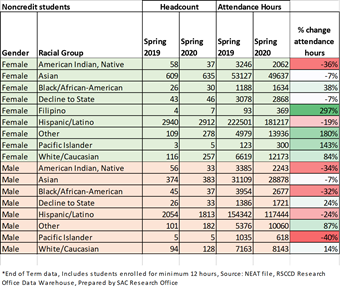 Noncredit students Headcount Attendance Hours
Gender Racial Group Spring 2019 Spring 2020 Spring 2019 Spring 2020 % change attendance hours
Female American Indian, Native 58 37 3246 2062 -36%
Female Asian 609 635 53127 49637 -7%
Female Black/African-American 26 30 1188 1634 38%
Female Decline to State 43 46 3078 2868 -7%
Female Filipino 4 7 93 369 297%
Female Hispanic/Latino 2940 2912 222501 181217 -19%
Female Other 109 278 4979 13936 180%
Female Pacific Islander 3 5 123 300 143%
Female White/Caucasian 116 257 6619 12173 84%
Male American Indian, Native 56 33 3385 2243 -34%
Male Asian 374 383 31109 28878 -7%
Male Black/African-American 45 37 3954 2677 -32%
Male Decline to State 26 33 1386 1721 24%
Male Hispanic/Latino 2054 1813 154342 117444 -24%
Male Other 101 182 5376 10060 87%
Male Pacific Islander 5 5 1035 618 -40%
Male White/Caucasian 94 128 7163 8143 14%
*End of Term data, Includes students enrolled for minimum 12 hours, Source: NEAT file, RSCCD Research
Office Data Warehouse, Prepared by SAC Research Office